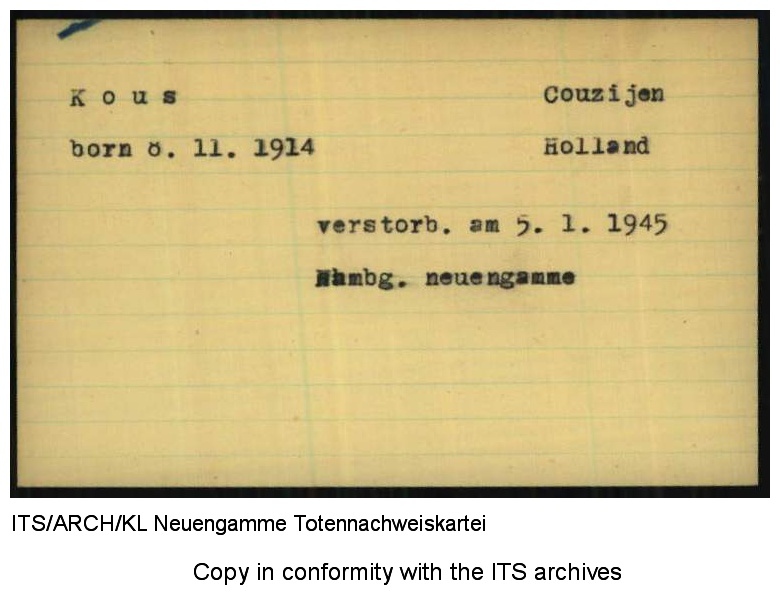 K o u s Couzijen
born 8. 11. 1914 Holland
verstorb. am 5. 1. 1945
Hambg. neuengamme
ITS/ARCH/KL Neuengamme Totennachweiskartei
Copy in conformity with the ITS archives